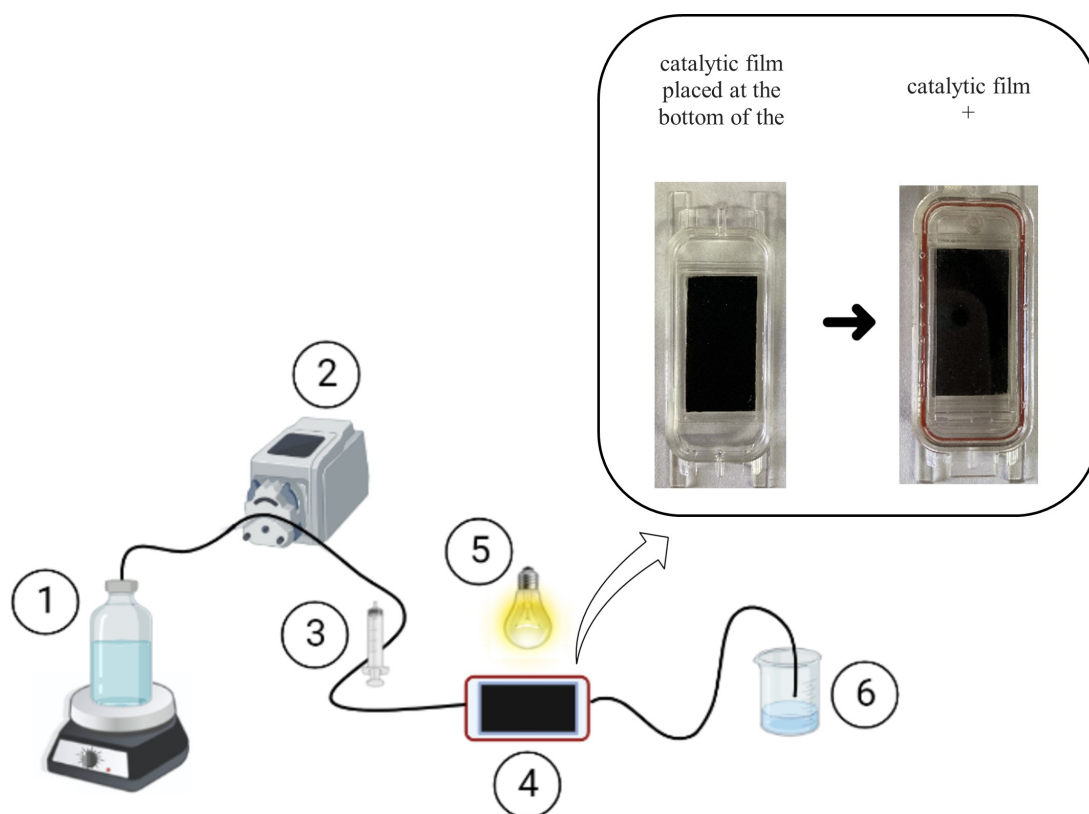 catalytic film
placed at the
bottom of the
catalytic film
+
2
5
1
3
6
4